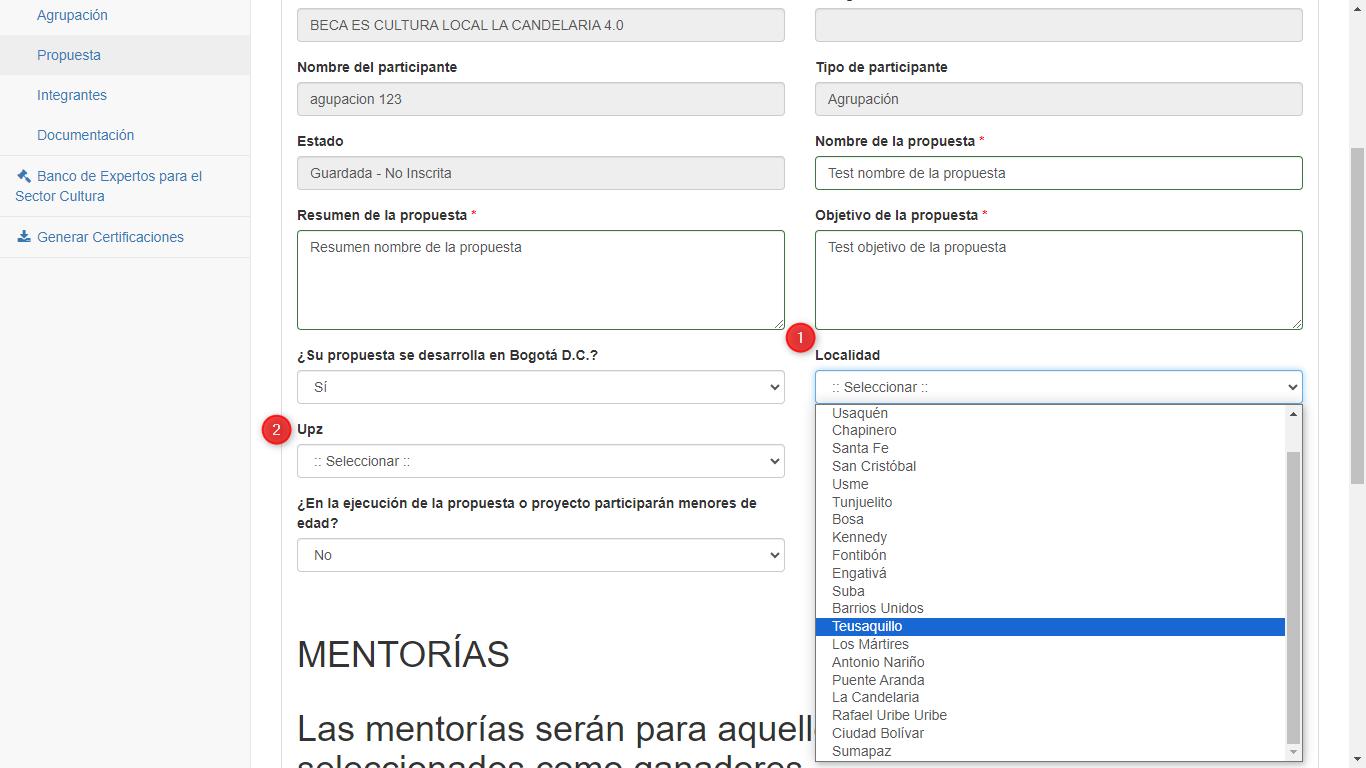 Agrupación
Propuesta
Integrantes
Documentación
Banco de Expertos para el
Sector Cultura
Generar Certificaciones
BECA ES CULTURA LOCAL LA CANDELARIA 4.0
Nombre del participante
agupacion 123
Tipo de participante
Agrupación
Estado
Guardada - No Inscrita
Nombre de la propuesta *
Test nombre de la propuesta
Resumen de la propuesta *
Resumen nombre de la propuesta
Objetivo de la propuesta *
Test objetivo de la propuesta
¿Su propuesta se desarrolla en Bogotá D.C.?
Sí
1
Localidad
:: Seleccionar ::
Usaquén
Chapinero
Santa Fe
San Cristóbal
Usme
Tunjuelito
Bosa
Kennedy
Fontibón
Engativá
Suba
Barrios Unidos
Teusaquillo
Los Mártires
Antonio Nariño
Puente Aranda
La Candelaria
Rafael Uribe Uribe
Ciudad Bolívar
Sumapaz
2
Upz
:: Seleccionar ::
¿En la ejecución de la propuesta o proyecto participarán menores de
edad?
No
MENTORÍAS
Las mentorías serán para
seleccionados como ganadores